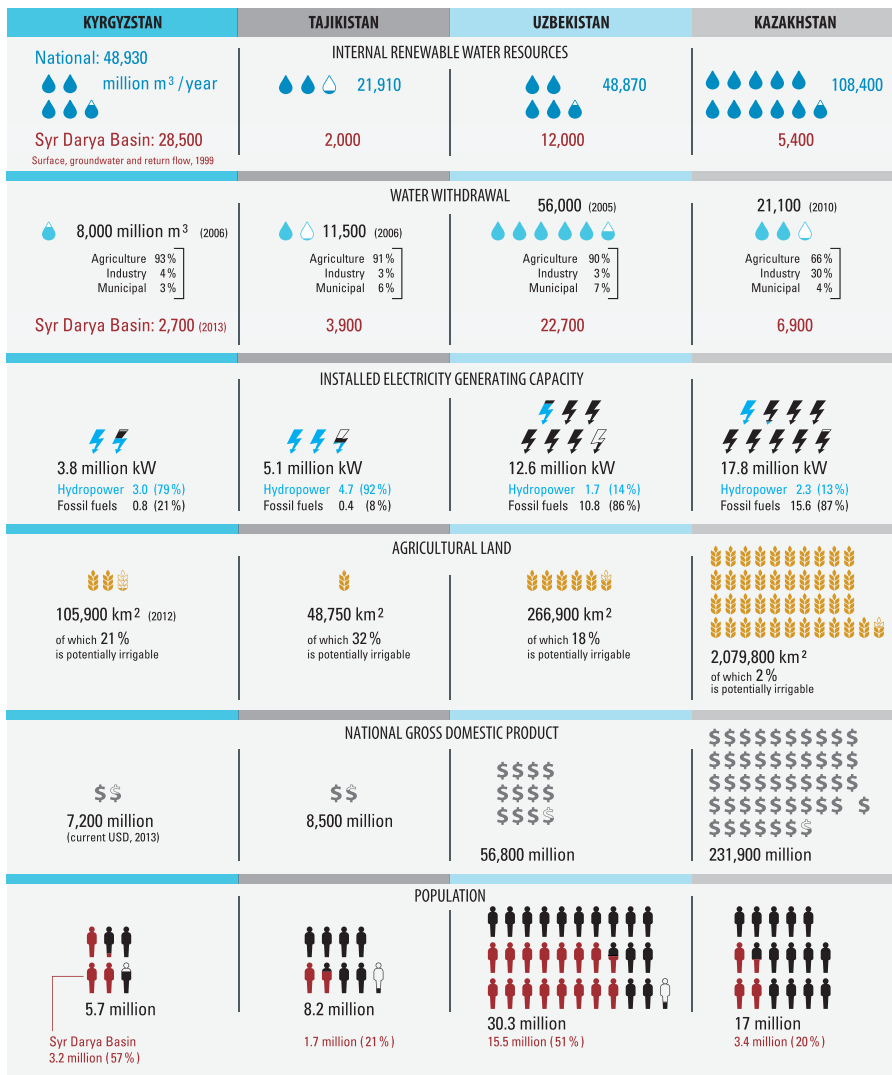 KYRGYZSTAN
TAJIKISTAN
UZBEKISTAN
KAZAKHSTAN
INTERNAL RENEWABLE WATER RESOURCES
National: 48,930
million m³ /year
21,910
48,870
108,400
Syr Darya Basin: 28,500
2,000
12,000
5,400
Surface, groundwater and return flow, 1999
WATER WITHDRAWAL
8,000 million m³ (2006)
11,500 (2006)
56,000 (2005)
21,100 (2010)
Agriculture 93 %
Industry 4 %
Municipal 3 %
Agriculture 91 %
Industry 3 %
Municipal 6 %
Agriculture 90 %
Industry 3 %
Municipal 7 %
Agriculture 66 %
Industry 30 %
Municipal 4 %
Syr Darya Basin: 2,700 (2013)
3,900
22,700
6,900
INSTALLED ELECTRICITY GENERATING CAPACITY
3.8 million kW
Hydropower 3.0 (79 %)
Fossil fuels 0.8 (21 %)
5.1 million kW
Hydropower 4.7 (92 %)
Fossil fuels 0.4 (8 %)
12.6 million kW
Hydropower 1.7 (14 %)
Fossil fuels 10.8 (86 %)
17.8 million kW
Hydropower 2.3 (13 %)
Fossil fuels 15.6 (87 %)
AGRICULTURAL LAND
105,900 km² (2012)
of which 21 %
is potentially irrigable
48,750 km²
of which 32 %
is potentially irrigable
266,900 km²
of which 18 %
is potentially irrigable
2,079,800 km²
of which 2 %
is potentially irrigable
NATIONAL GROSS DOMESTIC PRODUCT
7,200 million
(current USD, 2013)
8,500 million
56,800 million
231,900 million
POPULATION
5.7 million
Syr Darya Basin
3.2 million (57 %)
8.2 million
1.7 million (21 %)
30.3 million
15.5 million (51 %)
17 million
3.4 million (20 %)